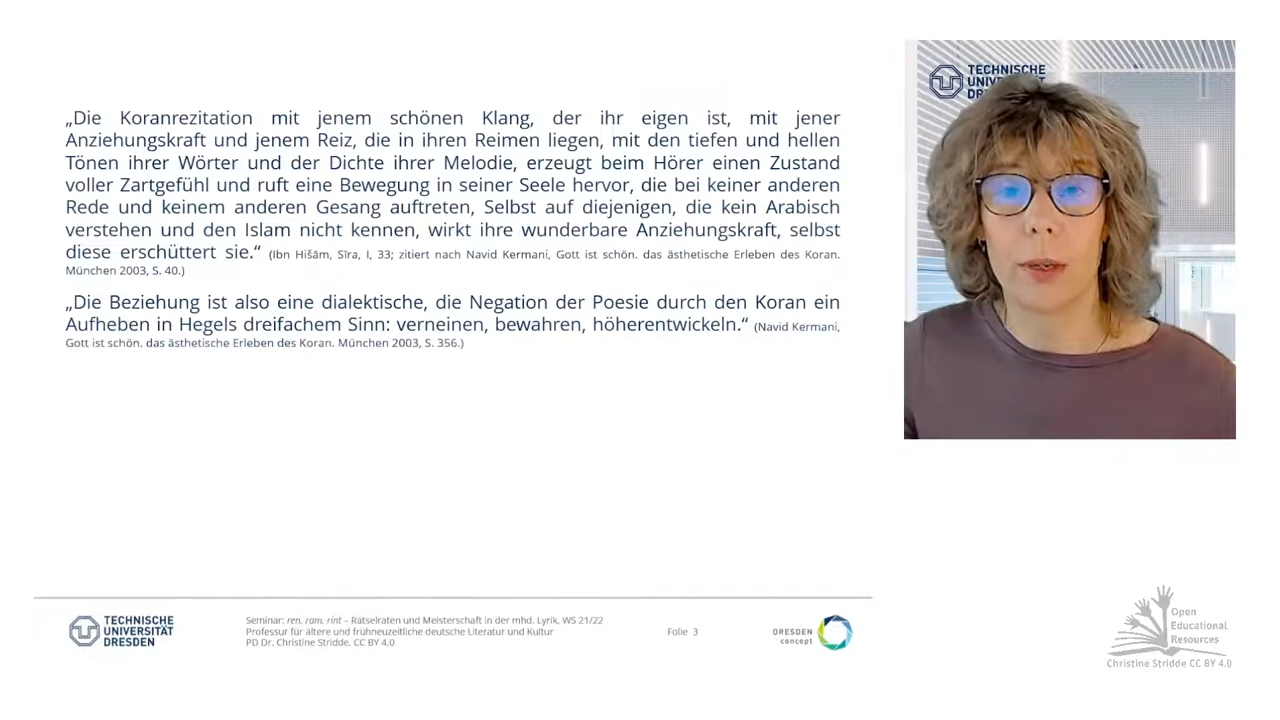 „Die Koranrezitation mit jenem schönen Klang, der ihr eigen ist, mit jener
Anziehungskraft und jenem Reiz, die in ihren Reimen liegen, mit den tiefen und hellen
Tönen ihrer Wörter und der Dichte ihrer Melodie, erzeugt beim Hörer einen Zustand
voller Zartgefühl und ruft eine Bewegung in seiner Seele hervor, die bei keiner anderen
Rede und keinem anderen Gesang auftreten, Selbst auf diejenigen, die kein Arabisch
verstehen und den Islam nicht kennen, wirkt ihre wunderbare Anziehungskraft, selbst
diese erschüttert sie.“ (Ibn Hišām, Sīra, I, 33; zitiert nach Navid Kermani, Gott ist schön. das ästhetische Erleben des Koran.
München 2003, S. 40.)
„Die Beziehung ist also eine dialektische, die Negation der Poesie durch den Koran ein
Aufheben in Hegels dreifachem Sinn: verneinen, bewahren, höherentwickeln.“ (Navid Kermani,
Gott ist schön. das ästhetische Erleben des Koran. München 2003, S. 356.)
TECHNISCHE
UNIVERSITÄT
DRESDEN
Seminar: ren, ram, rint – Rätselraten und Meisterschaft in der mhd. Lyrik, WS 21/22
Professur für ältere und frühneuzeitliche deutsche Literatur und Kultur
PD Dr. Christine Stridde, CC BY 4.0
Folie 3
DRESDEN
concept
TECHNISCHE
UNIV
DR
Open
Educational
Resources
Christine Stridde CC BY 4.0